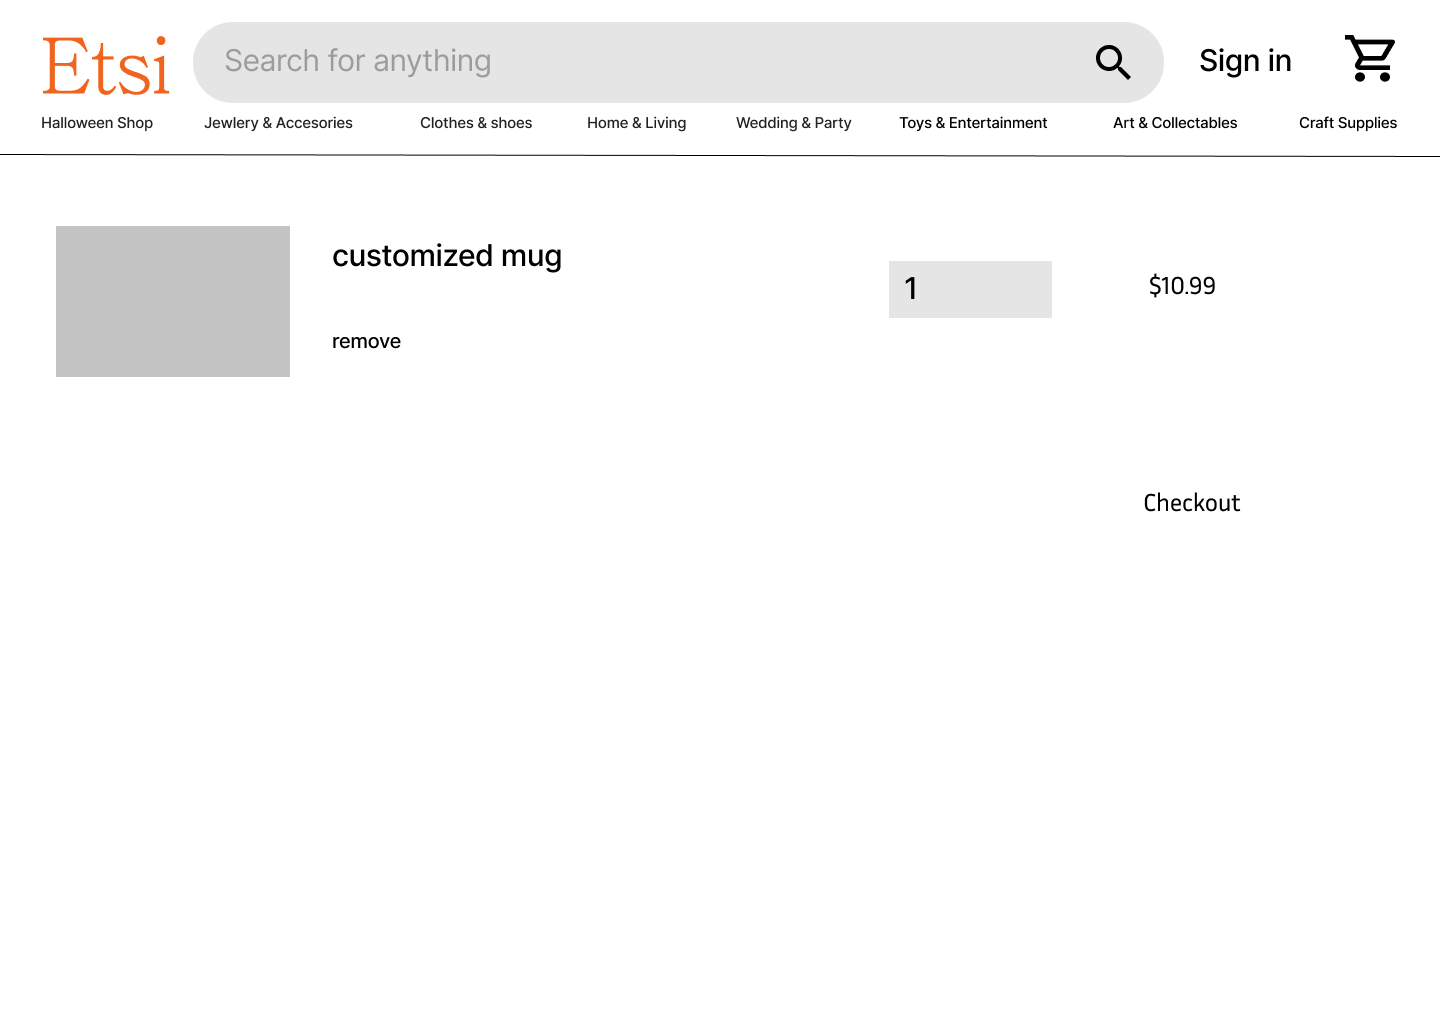 Etsi
Search for anything
Sign in
Halloween Shop
Jewlery & Accesories
Clothes & shoes
Home & Living
Wedding & Party
Toys & Entertainment
Art & Collectables
Craft Supplies
customized mug
1
$10.99
remove
Checkout